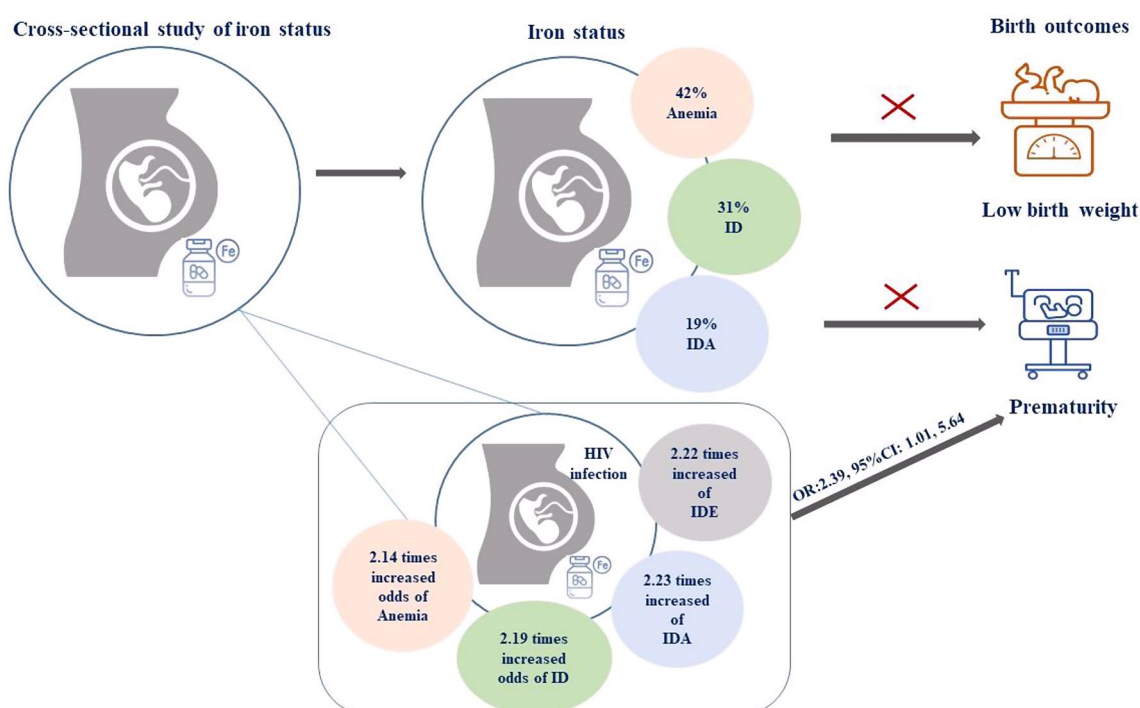 Cross-sectional study of iron status
Iron status
Birth outcomes
42%
Anemia
31%
ID
19%
IDA
Fe
Fe
Low birth weight
Prematurity
OR:2.39, 95%CI: 1.01, 5.64
HIV
infection
2.22 times
increased
of
IDE
2.14 times
increased
odds of
Anemia
Fe
2.23 times
increased
of
IDA
2.19 times
increased
odds of ID